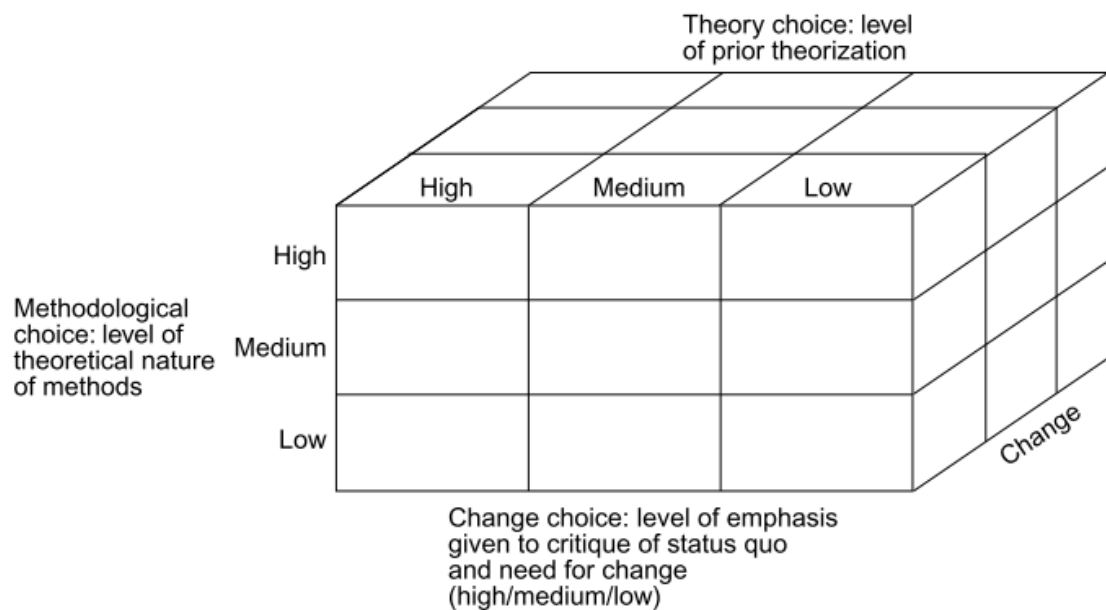 Theory choice: level
of prior theorization
High Medium Low
High
Methodological
choice: level of
theoretical nature
of methods
Medium
Low
Change
Change choice: level of emphasis
given to critique of status quo
and need for change
(high/medium/low)